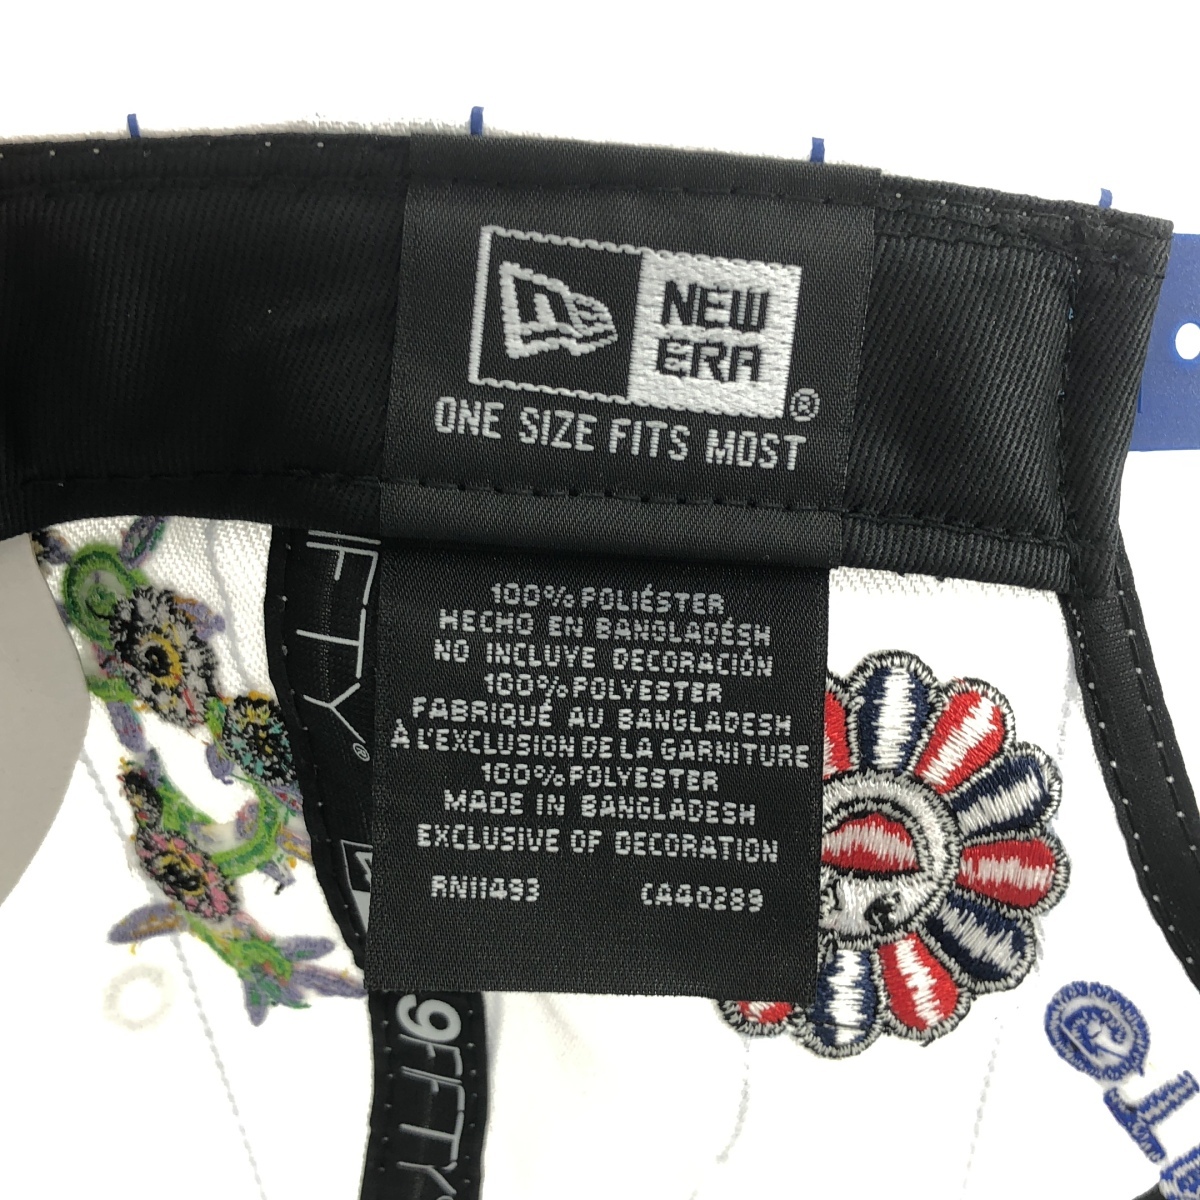 NEW
ERA
®
ONE SIZE FITS MOST
100% POLIÉSTER
HECHO EN BANGLADÉSH
NO INCLUYE DECORACIÓN
100% POLYESTER
FABRIQUÉ AU BANGLADESH
À L'EXCLUSION DE LA GARNITURE
100% POLYESTER
MADE IN BANGLADESH
EXCLUSIVE OF DECORATION
RN11493 CA40289
IFTY®
9FIFTY®